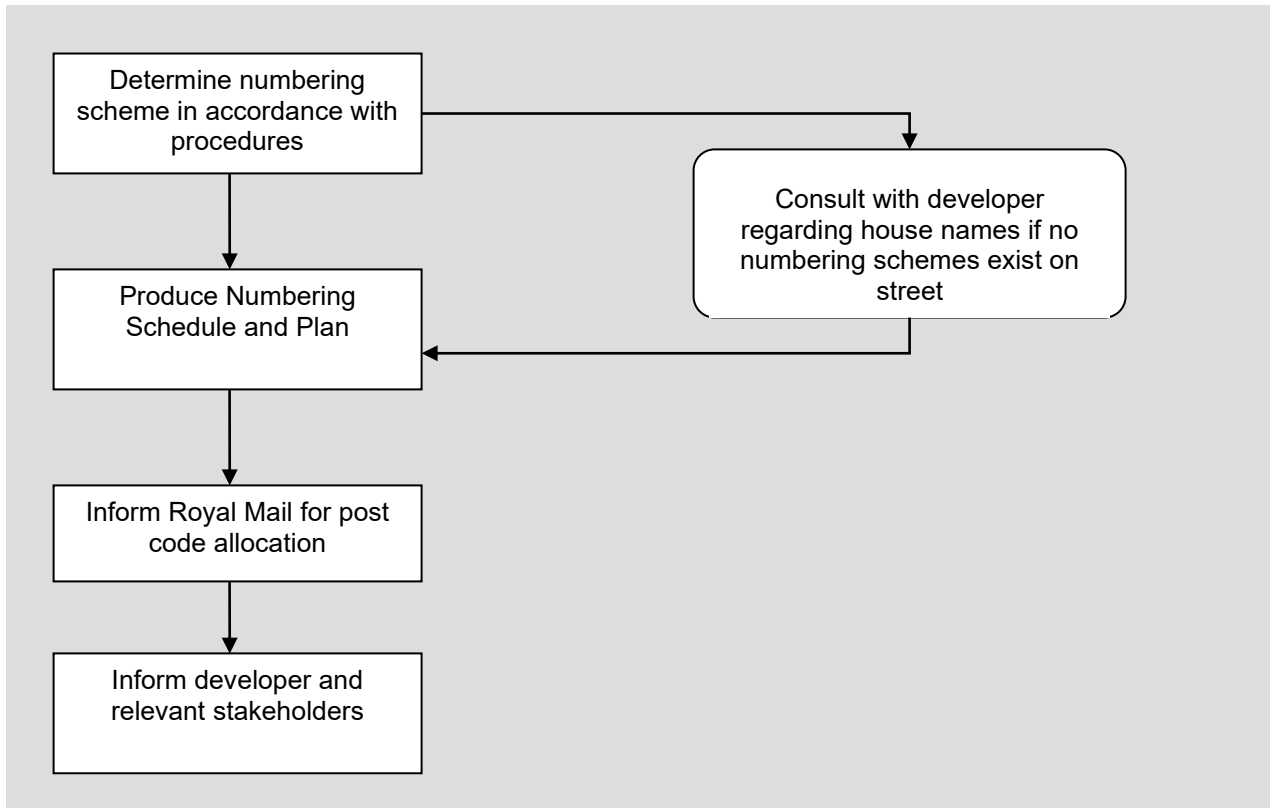 Determine numbering
scheme in accordance with
procedures
Consult with developer
regarding house names if no
numbering schemes exist on
street
Produce Numbering
Schedule and Plan
Inform Royal Mail for post
code allocation
Inform developer and
relevant stakeholders